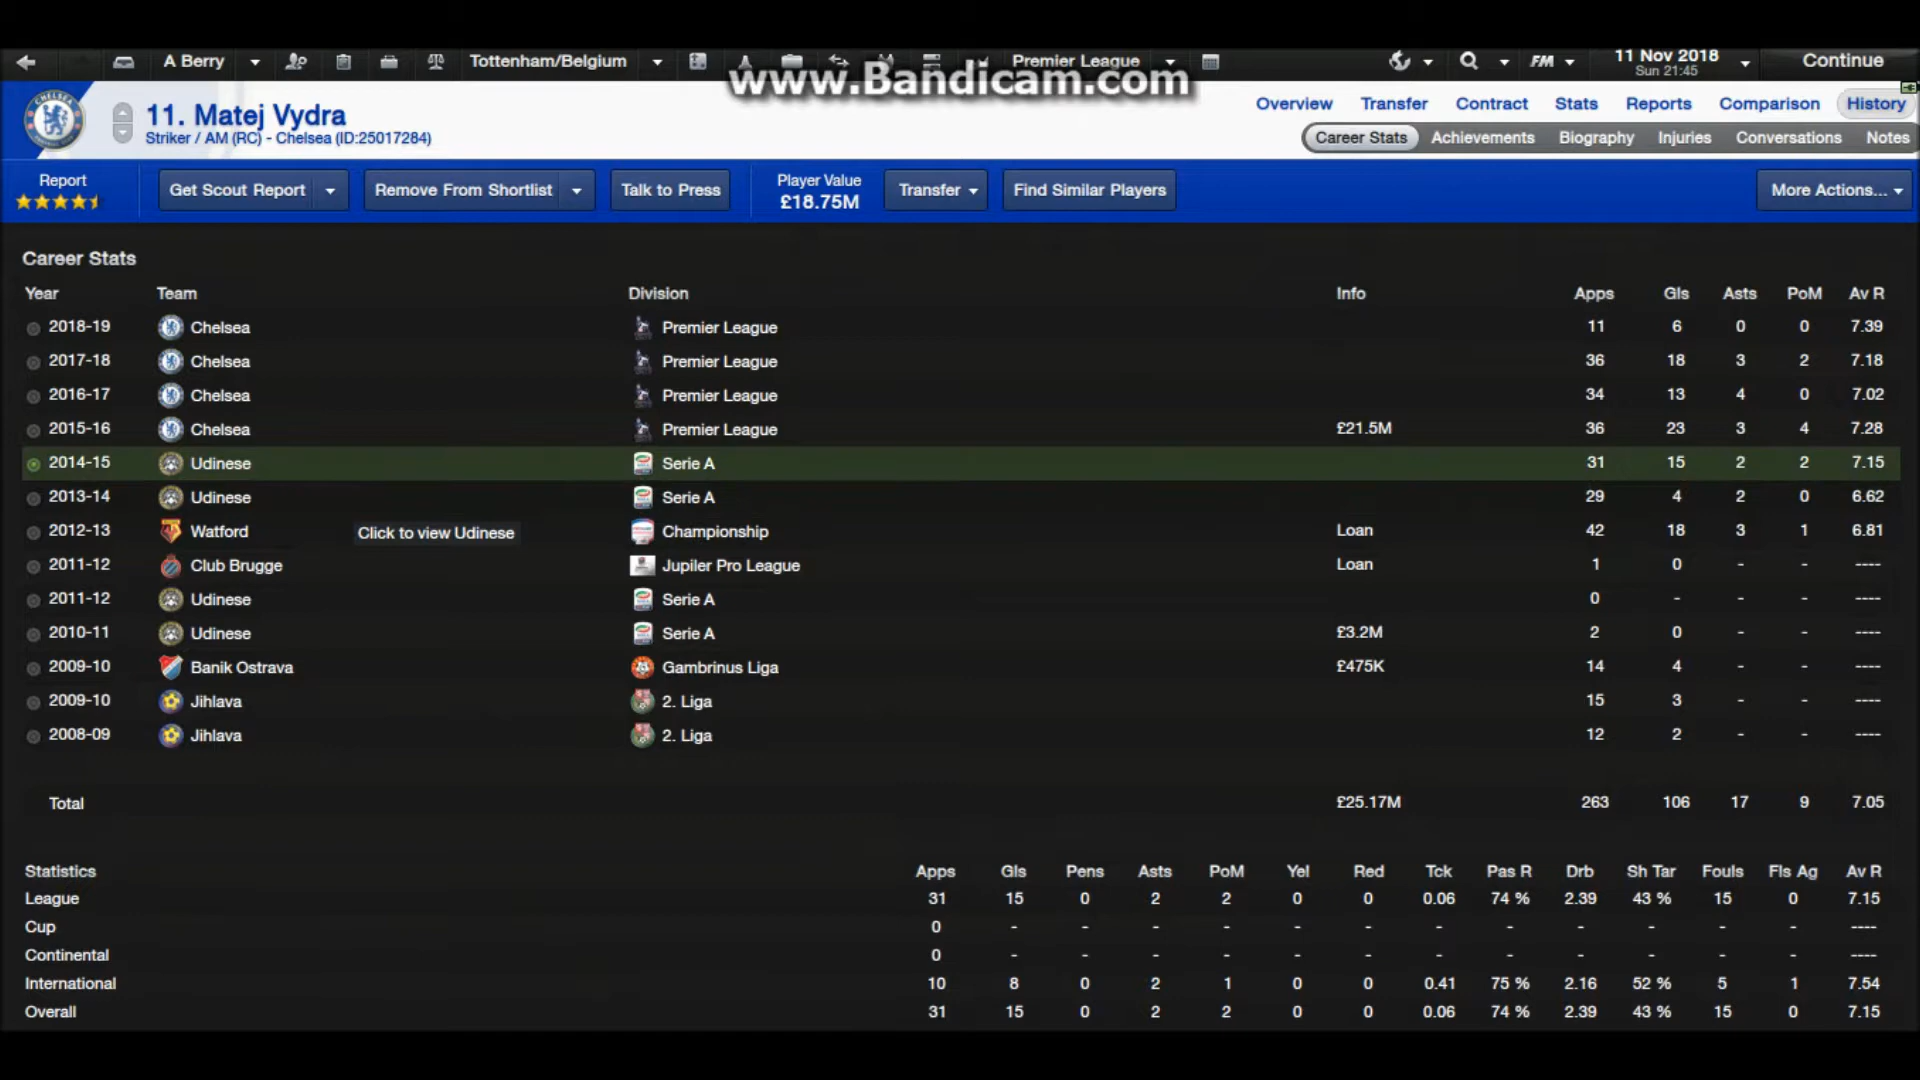 A Berry Tottenham/Belgium Premier League FM 11 Nov 2018 Continue
Sun 21:45
www.Bandicam.com
11. Matej Vydra
Striker / AM (RC) - Chelsea (ID:25017284)
Overview Transfer Contract Stats Reports Comparison History
Career Stats Achievements Biography Injuries Conversations Notes
Report Get Scout Report Remove From Shortlist Talk to Press Player Value £18.75M Transfer Find Similar Players More Actions...
Career Stats
Year Team Division Info Apps Gls Asts PoM Av R
2018-19 Chelsea Premier League 11 6 0 0 7.39
2017-18 Chelsea Premier League 36 18 3 2 7.18
2016-17 Chelsea Premier League 34 13 4 0 7.02
2015-16 Chelsea Premier League £21.5M 36 23 3 4 7.28
2014-15 Udinese Serie A 31 15 2 2 7.15
2013-14 Udinese Serie A 29 4 2 0 6.62
2012-13 Watford Click to view Udinese Championship Loan 42 18 3 1 6.81
2011-12 Club Brugge Jupiler Pro League Loan 1 0 - - ----
2011-12 Udinese Serie A 0 - - - ----
2010-11 Udinese Serie A £3.2M 2 0 - - ----
2009-10 Banik Ostrava Gambrinus Liga £475K 14 4 - - ----
2009-10 Jihlava 2. Liga 15 3 - - ----
2008-09 Jihlava 2. Liga 12 2 - - ----
Total £25.17M 263 106 17 9 7.05
Statistics Apps Gls Pens Asts PoM Yel Red Tck Pas R Drb Sh Tar Fouls Fls Ag Av R
League 31 15 0 2 2 0 0 0.06 74 % 2.39 43 % 15 0 7.15
Cup 0 - - - - - - - - - - - - ----
Continental 0 - - - - - - - - - - - - ----
International 10 8 0 2 1 0 0 0.41 75 % 2.16 52 % 5 1 7.54
Overall 31 15 0 2 2 0 0 0.06 74 % 2.39 43 % 15 0 7.15